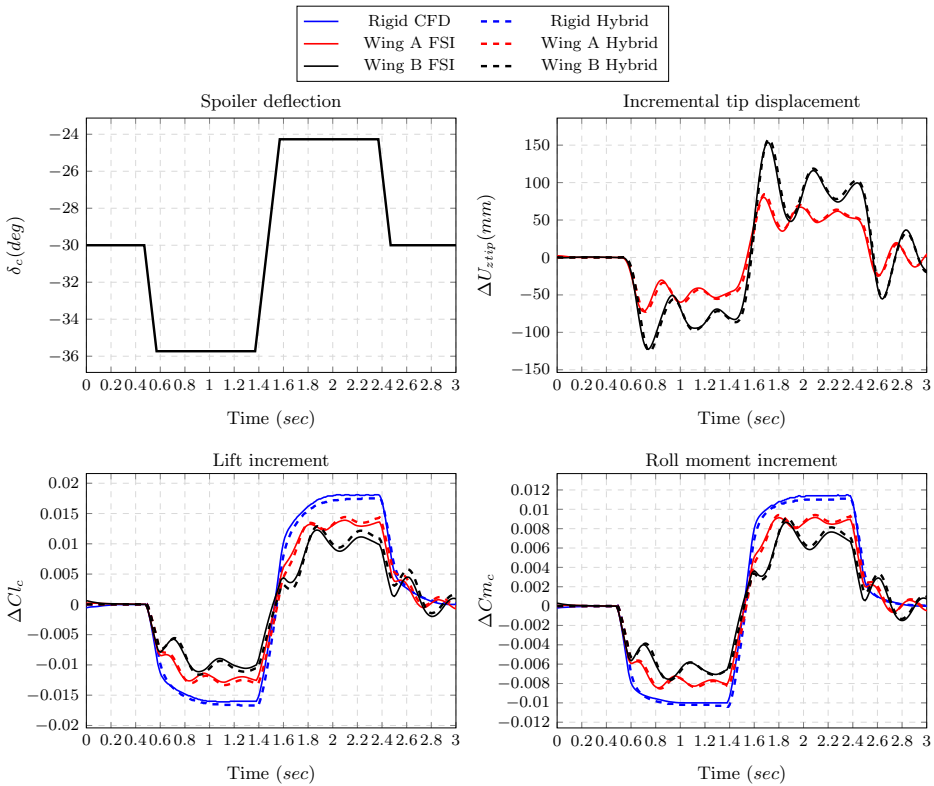 Rigid CFD Rigid Hybrid
Wing A FSI Wing A Hybrid
Wing B FSI Wing B Hybrid
Spoiler deflection
−24
−26
−28
−30
−32
−34
−36
δ_c(deg)
0 0.2 0.4 0.6 0.8 1 1.2 1.4 1.6 1.8 2 2.2 2.4 2.6 2.8 3
Time (sec)
Incremental tip displacement
150
100
50
0
−50
−100
−150
ΔU_{ztip}(mm)
0 0.2 0.4 0.6 0.8 1 1.2 1.4 1.6 1.8 2 2.2 2.4 2.6 2.8 3
Time (sec)
Lift increment
0.02
0.015
0.01
0.005
0
−0.005
−0.01
−0.015
−0.02
ΔCl_c
0 0.2 0.4 0.6 0.8 1 1.2 1.4 1.6 1.8 2 2.2 2.4 2.6 2.8 3
Time (sec)
Roll moment increment
0.012
0.01
0.008
0.006
0.004
0.002
0
−0.002
−0.004
−0.006
−0.008
−0.01
−0.012
ΔCm_c
0 0.2 0.4 0.6 0.8 1 1.2 1.4 1.6 1.8 2 2.2 2.4 2.6 2.8 3
Time (sec)